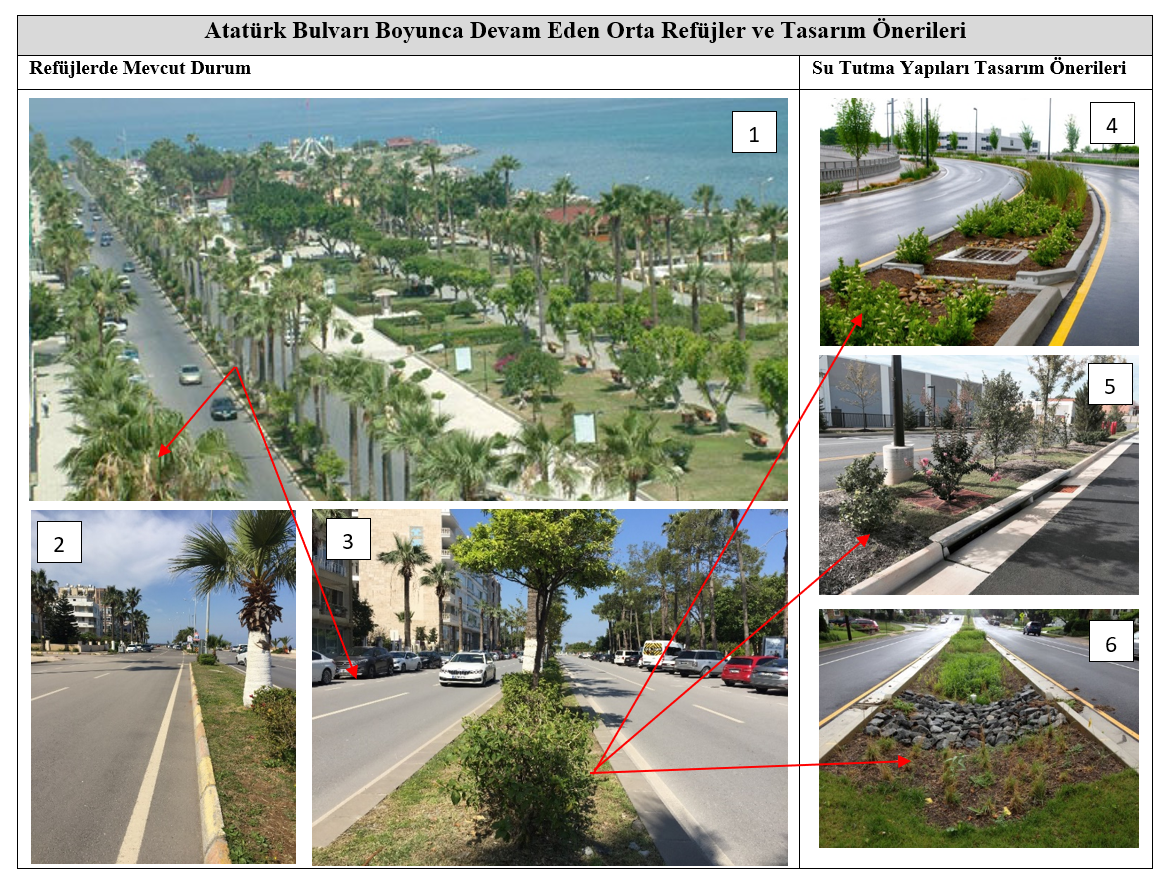 Atatürk Bulvarı Boyunca Devam Eden Orta Refüjler ve Tasarım Önerileri
Refüjlerde Mevcut Durum
Su Tutma Yapıları Tasarım Önerileri
1
2
3
4
5
6